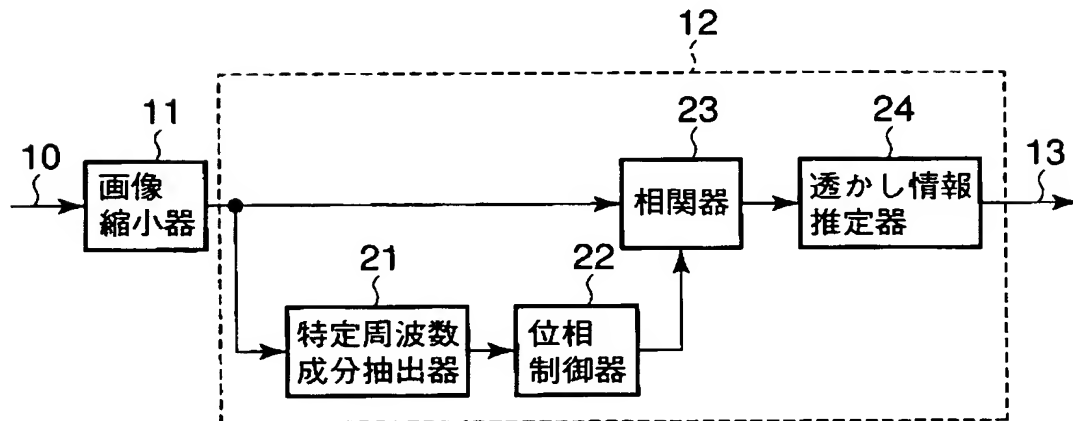 12
11
23
24
10
13
画像
縮小器
相関器
透かし情報
推定器
21
22
特定周波数
成分抽出器
位相
制御器